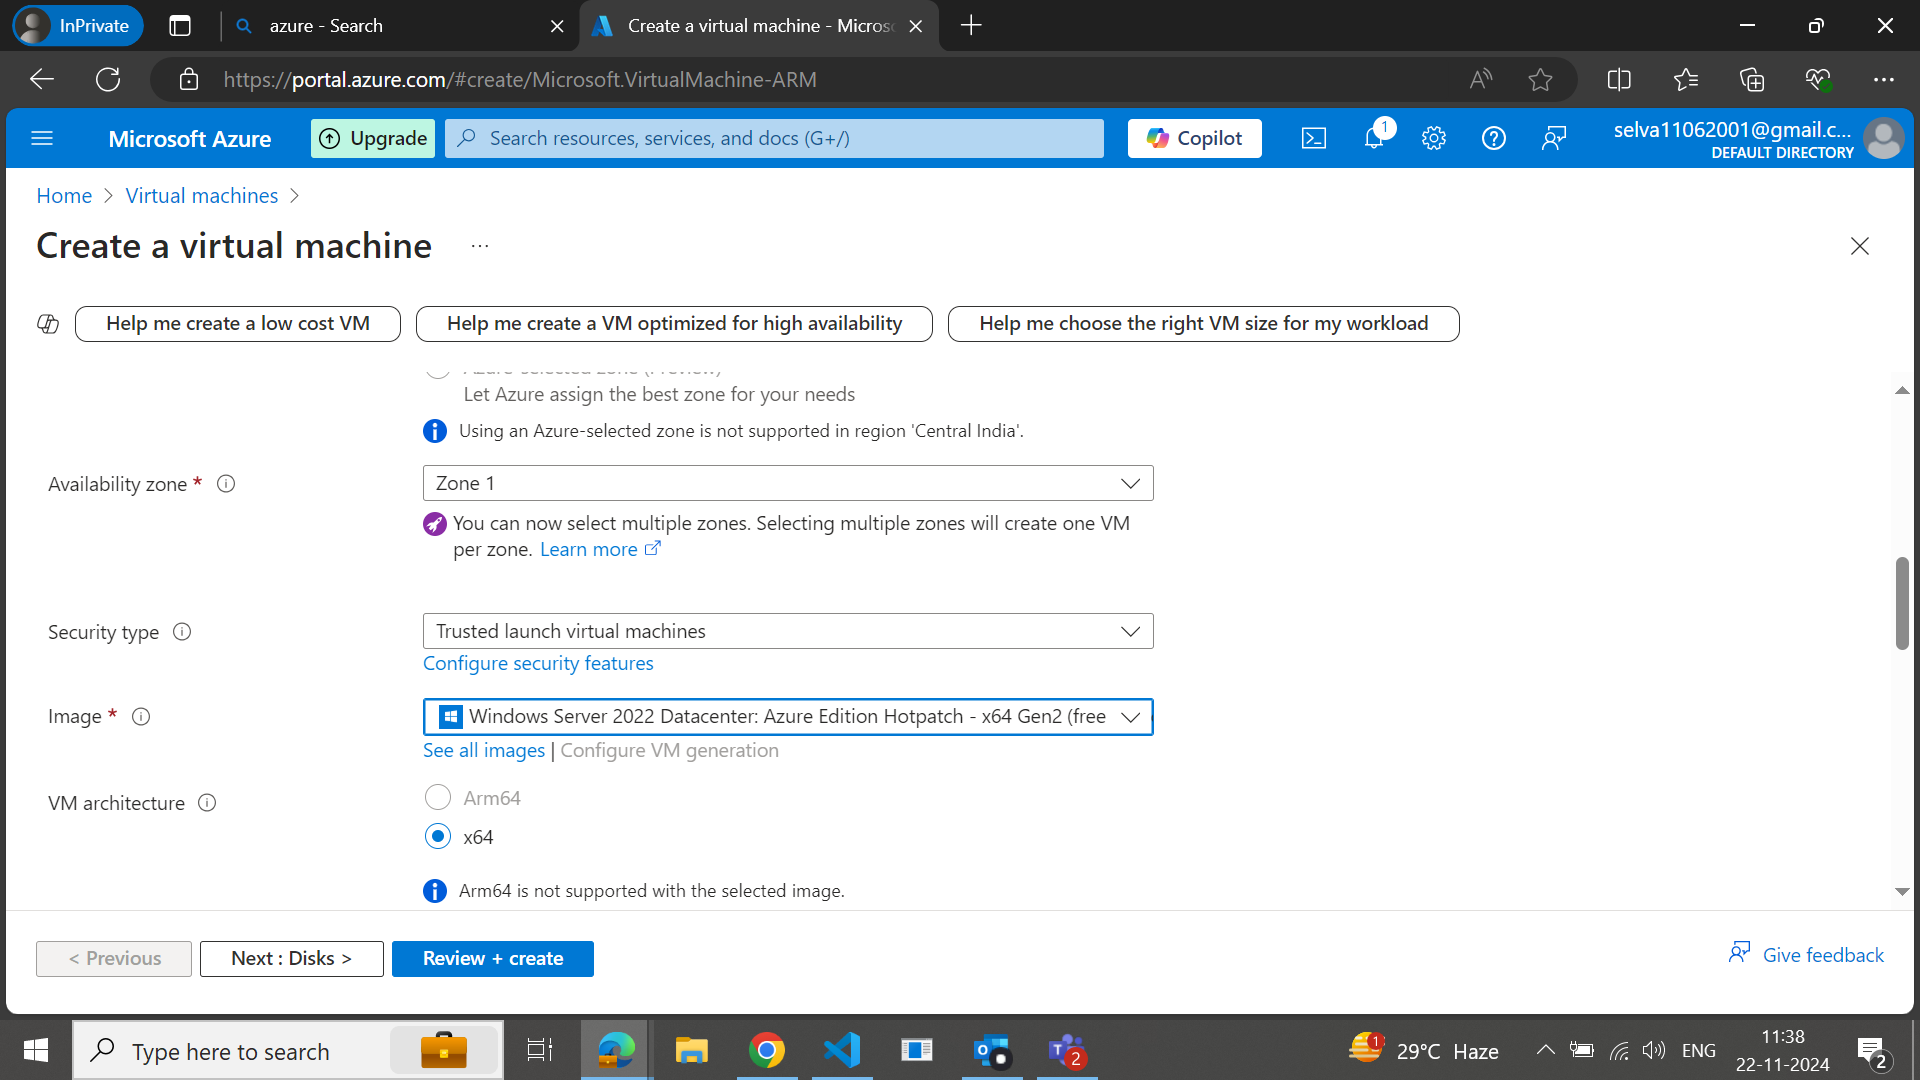 InPrivate
azure - Search
Create a virtual machine - Micros
https://portal.azure.com/#create/Microsoft.VirtualMachine-ARM
Microsoft Azure
Upgrade
Search resources, services, and docs (G+/)
Copilot
1
selva11062001@gmail.c...
DEFAULT DIRECTORY
Home > Virtual machines >
Create a virtual machine ...
Help me create a low cost VM
Help me create a VM optimized for high availability
Help me choose the right VM size for my workload
Azure-selected zone (Preview)
Let Azure assign the best zone for your needs
Using an Azure-selected zone is not supported in region 'Central India'.
Availability zone *
Zone 1
You can now select multiple zones. Selecting multiple zones will create one VM
per zone. Learn more
Security type
Trusted launch virtual machines
Configure security features
Image *
Windows Server 2022 Datacenter: Azure Edition Hotpatch - x64 Gen2 (free
See all images | Configure VM generation
VM architecture
Arm64
x64
Arm64 is not supported with the selected image.
< Previous
Next : Disks >
Review + create
Give feedback
Type here to search
2
1
29°C Haze
ENG
11:38
22-11-2024
2